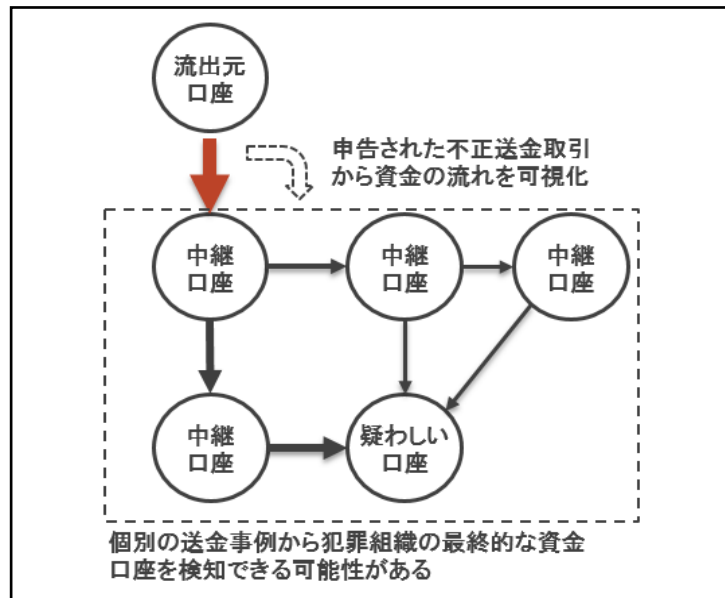 流出元
口座
申告された不正送金取引
から資金の流れを可視化
中継
口座
中継
口座
中継
口座
中継
口座
疑わしい
口座
個別の送金事例から犯罪組織の最終的な資金
口座を検知できる可能性がある